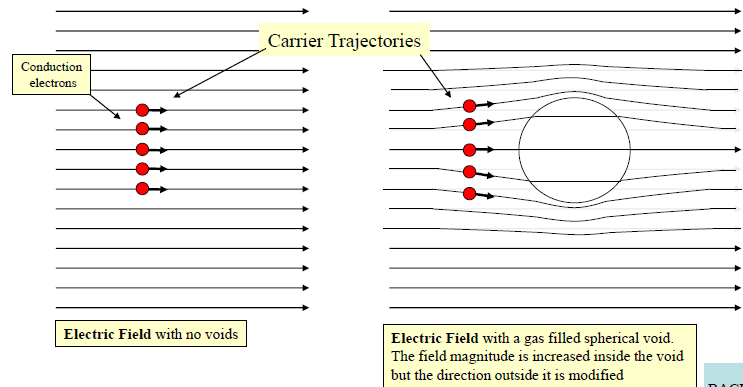 Carrier Trajectories
Conduction
electrons
Electric Field with no voids
Electric Field with a gas filled spherical void.
The field magnitude is increased inside the void
but the direction outside it is modified